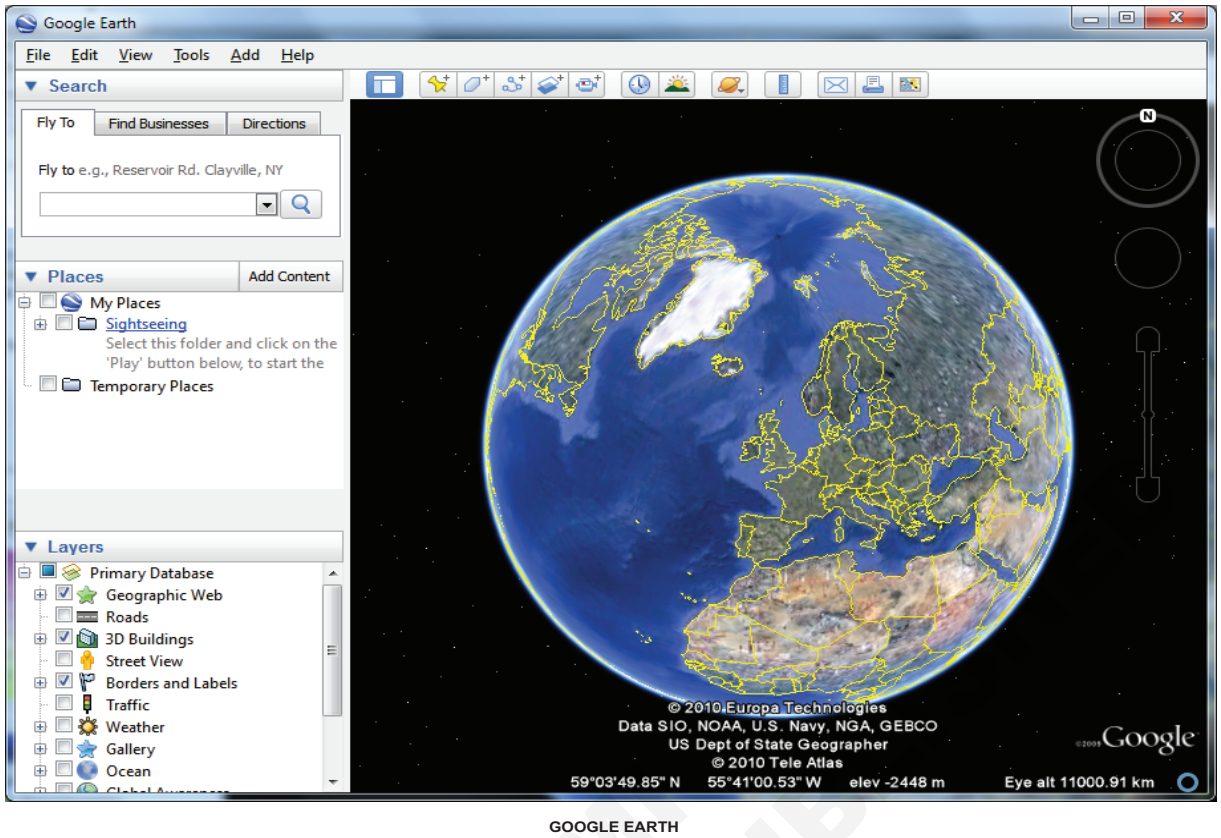 Google Earth
File Edit View Tools Add Help
Search
Fly To Find Businesses Directions
Fly to e.g., Reservoir Rd. Clayville, NY
Places Add Content
My Places
Sightseeing
Select this folder and click on the
'Play' button below, to start the
Temporary Places
Layers
Primary Database
Geographic Web
Roads
3D Buildings
Street View
Borders and Labels
Traffic
Weather
Gallery
Ocean
Global Awareness
N
© 2010 Europa Technologies
Data SIO, NOAA, U.S. Navy, NGA, GEBCO
US Dept of State Geographer
© 2010 Tele Atlas
©2009 Google
59°03'49.85" N 55°41'00.53" W elev -2448 m Eye alt 11000.91 km
GOOGLE EARTH